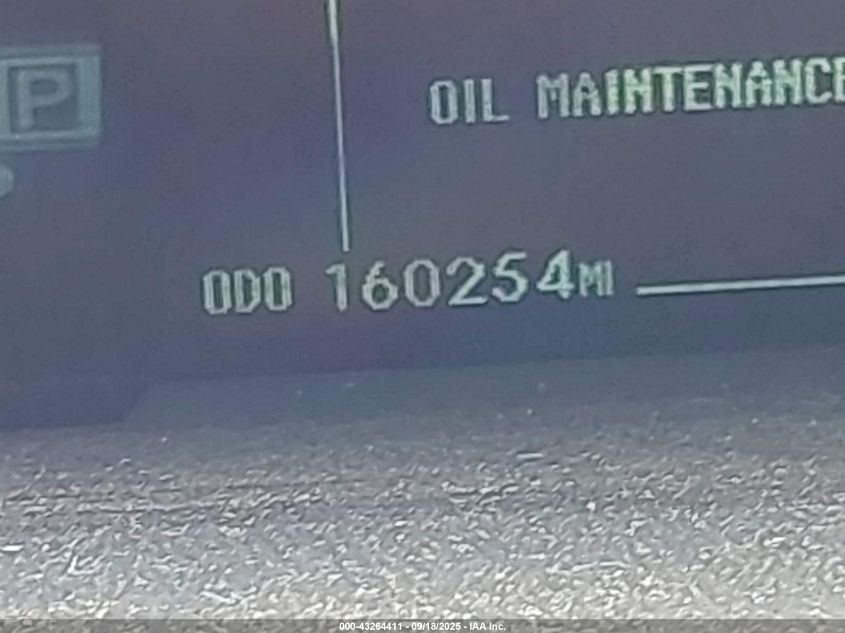 P
OIL MAINTENANCE
ODO 160254MI
000-43264411 - 09/18/2025 - IAA Inc.